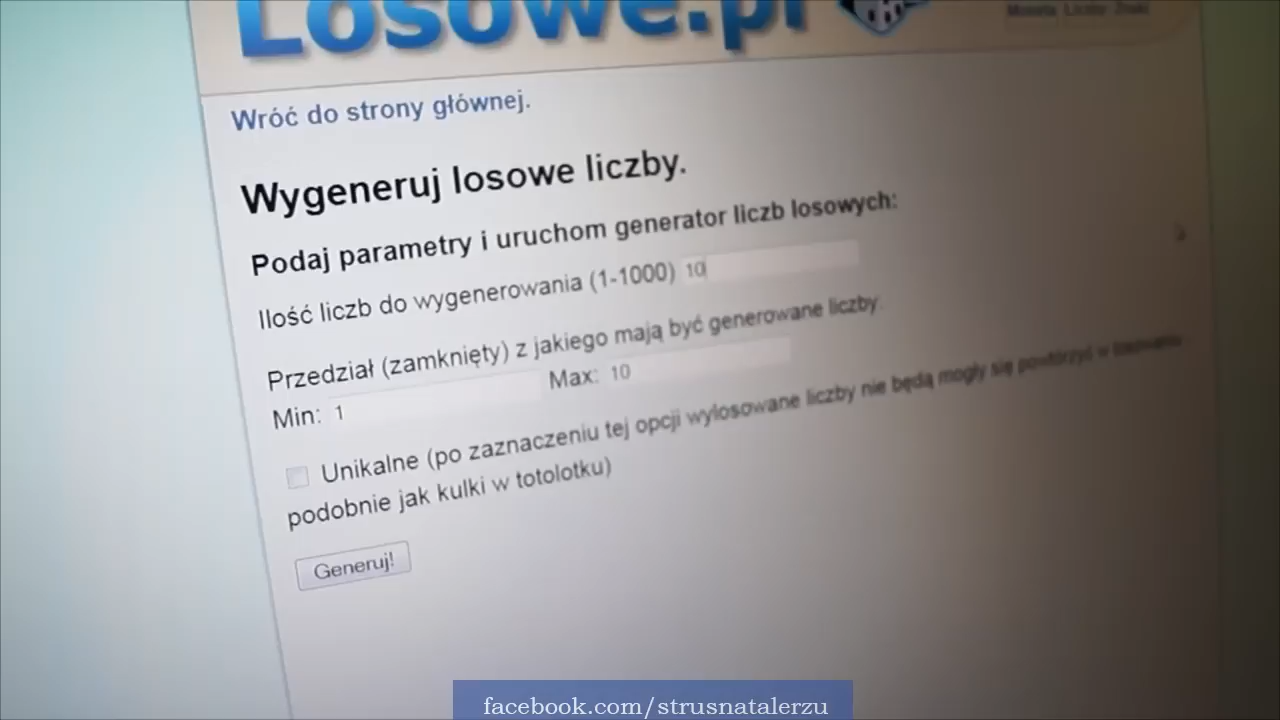 Losowe.pl
Wróć do strony głównej.
Wygeneruj losowe liczby.
Podaj parametry i uruchom generator liczb losowych:
Ilość liczb do wygenerowania (1-1000) 10
Przedział (zamknięty) z jakiego mają być generowane liczby.
Min: 1 Max: 10
Unikalne (po zaznaczeniu tej opcji wylosowane liczby nie będą mogły się powtórzyć w
podobnie jak kulki w totolotku)
Generuj!
facebook.com/strusnatalerzu